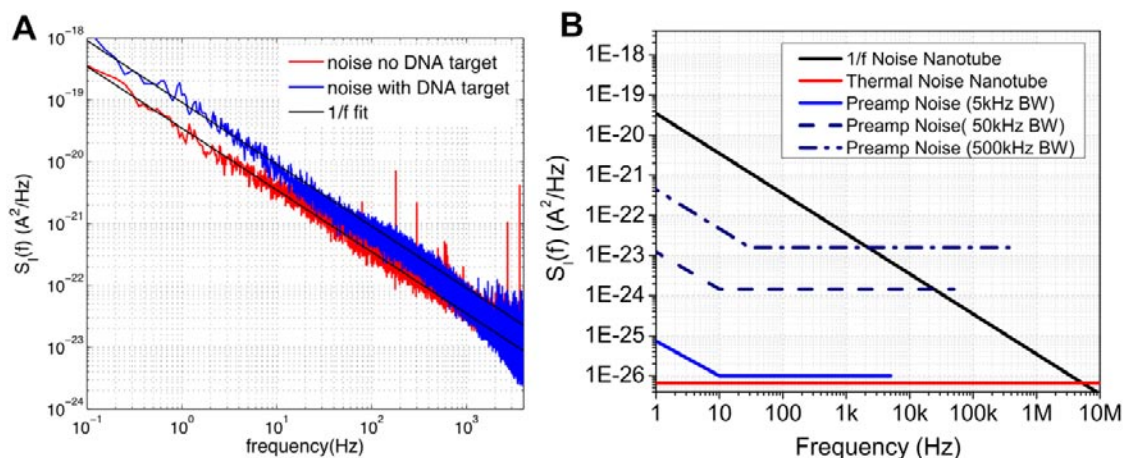 A
S_I(f) (A^2/Hz)
10^-18
10^-19
10^-20
10^-21
10^-22
10^-23
10^-24
noise no DNA target
noise with DNA target
1/f fit
10^-1
10^0
10^1
10^2
10^3
frequency(Hz)
B
S_I(f) (A^2/Hz)
1E-18
1E-19
1E-20
1E-21
1E-22
1E-23
1E-24
1E-25
1E-26
1/f Noise Nanotube
Thermal Noise Nanotube
Preamp Noise (5kHz BW)
Preamp Noise( 50kHz BW)
Preamp Noise (500kHz BW)
1
10
100
1k
10k
100k
1M
10M
Frequency (Hz)